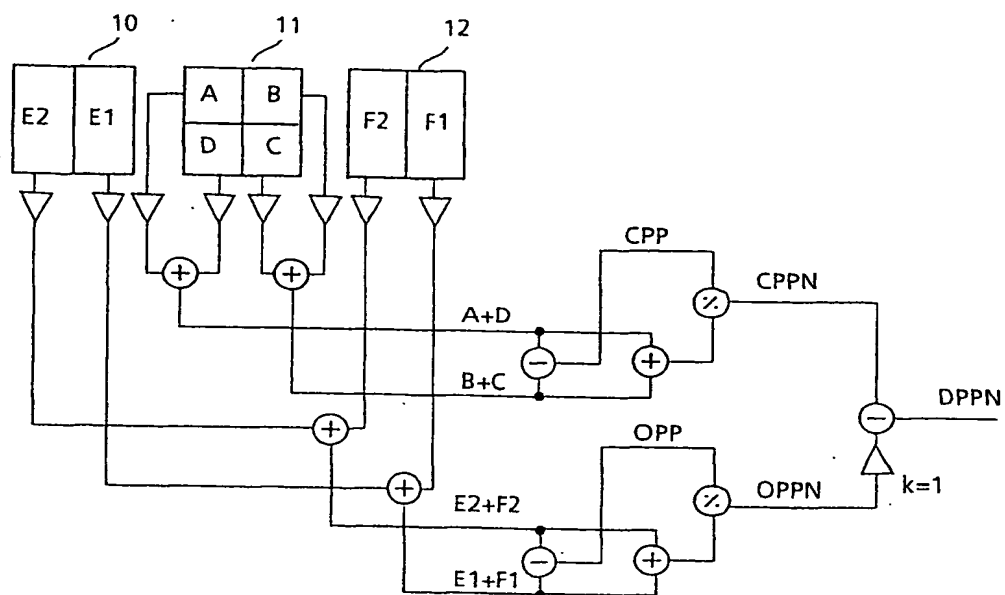 10 11 12
E2 E1 A B D C F2 F1
+ +
CPP
% CPPN
A+D
− +
B+C
− DPPN
+ OPP
+ % OPPN k=1
E2+F2
− +
E1+F1